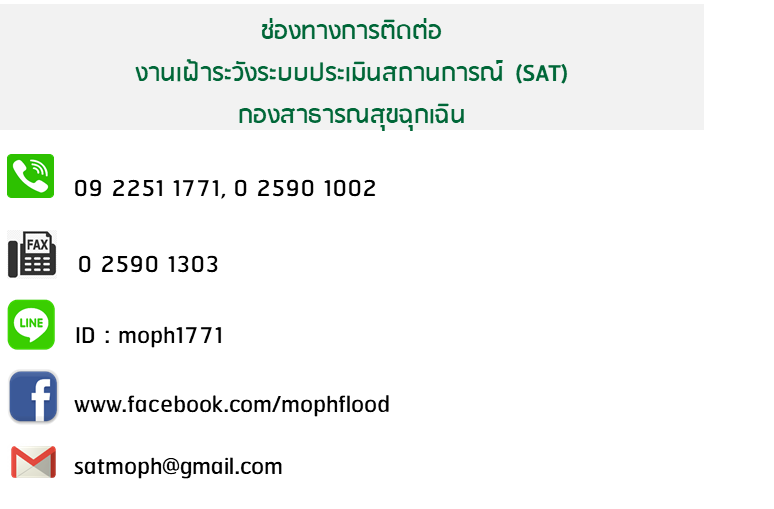 ช่องทางการติดต่อ
งานเฝ้าระวังระบบประเมินสถานการณ์ (SAT)
กองสาธารณสุขฉุกเฉิน
09 2251 1771, 0 2590 1002
FAX
0 2590 1303
LINE
ID : moph1771
www.facebook.com/mophflood
satmoph@gmail.com